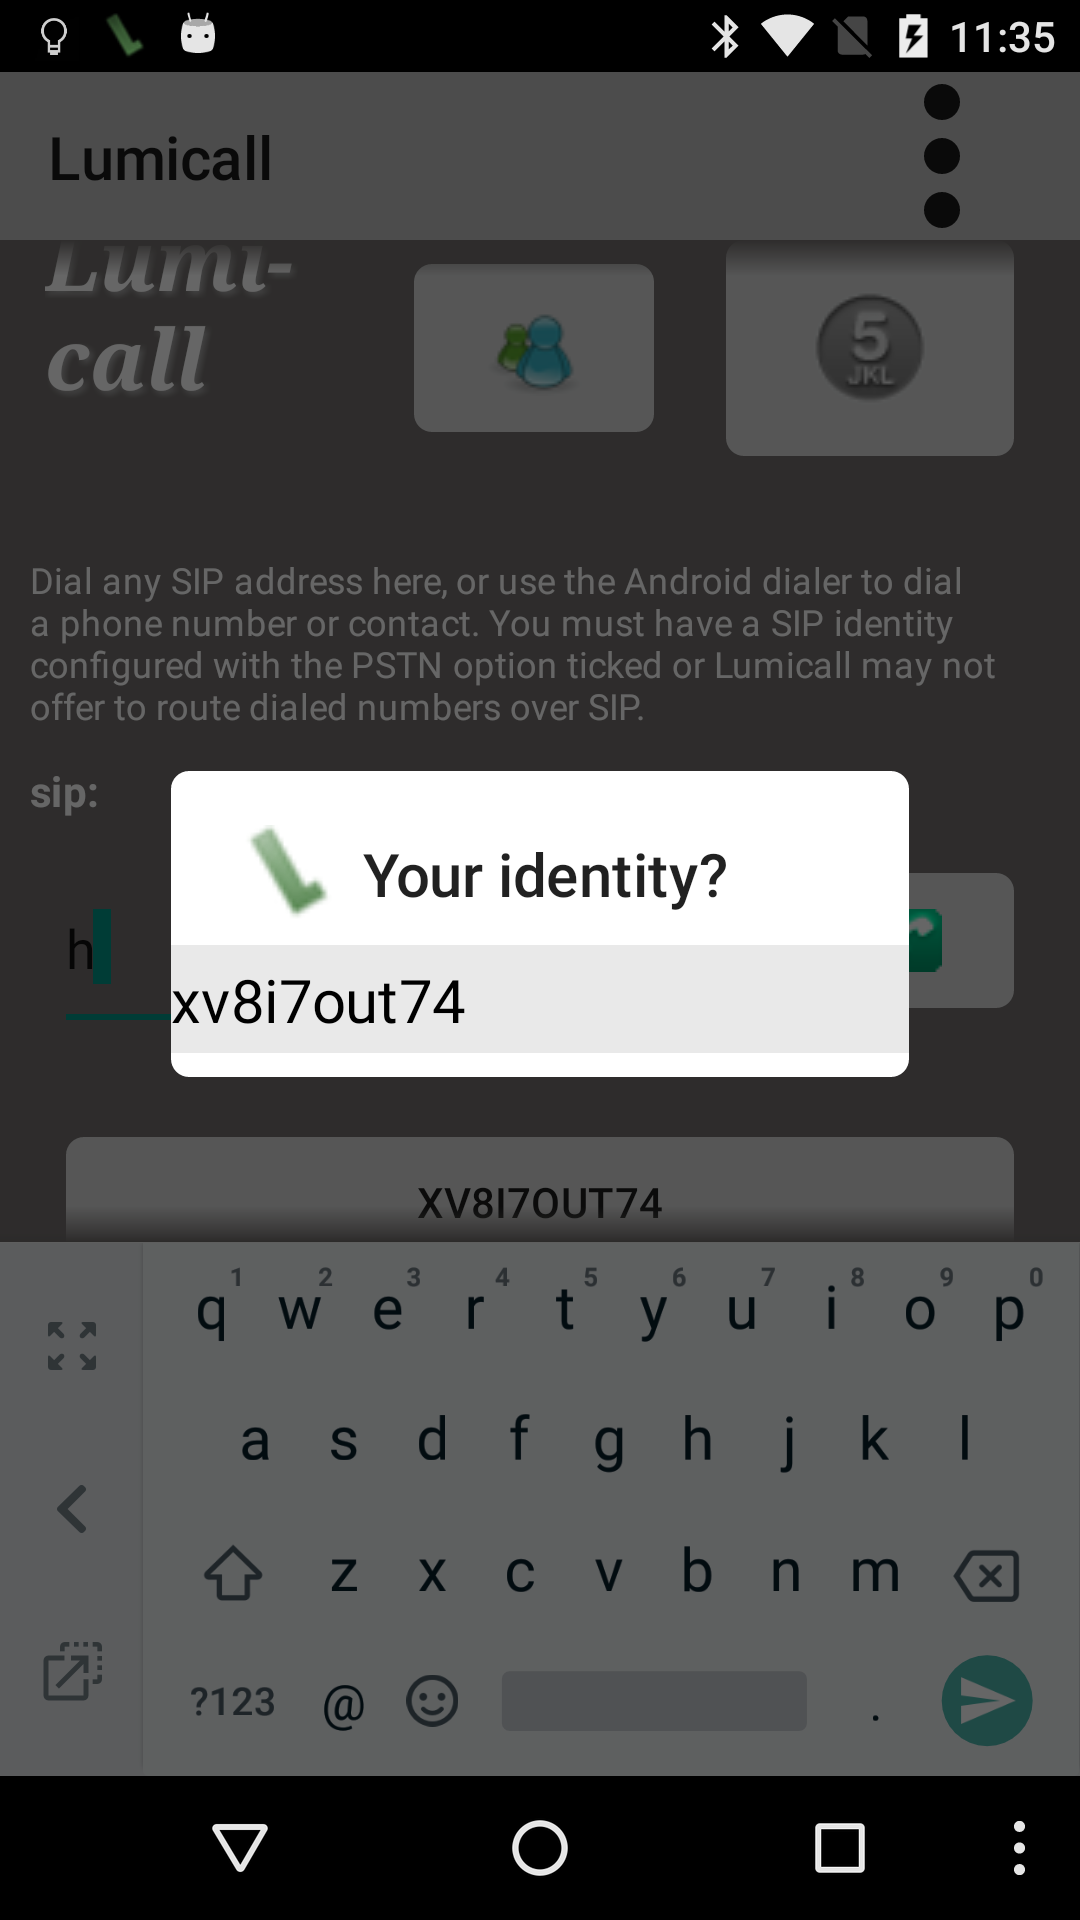 11:35
Lumicall
Lumi-
call
5
JKL
Dial any SIP address here, or use the Android dialer to dial
a phone number or contact. You must have a SIP identity
configured with the PSTN option ticked or Lumicall may not
offer to route dialed numbers over SIP.
sip:
Your identity?
h
xv8i7out74
XV8I7OUT74
1 2 3 4 5 6 7 8 9 0
q w e r t y u i o p
a s d f g h j k l
z x c v b n m
?123 @ .